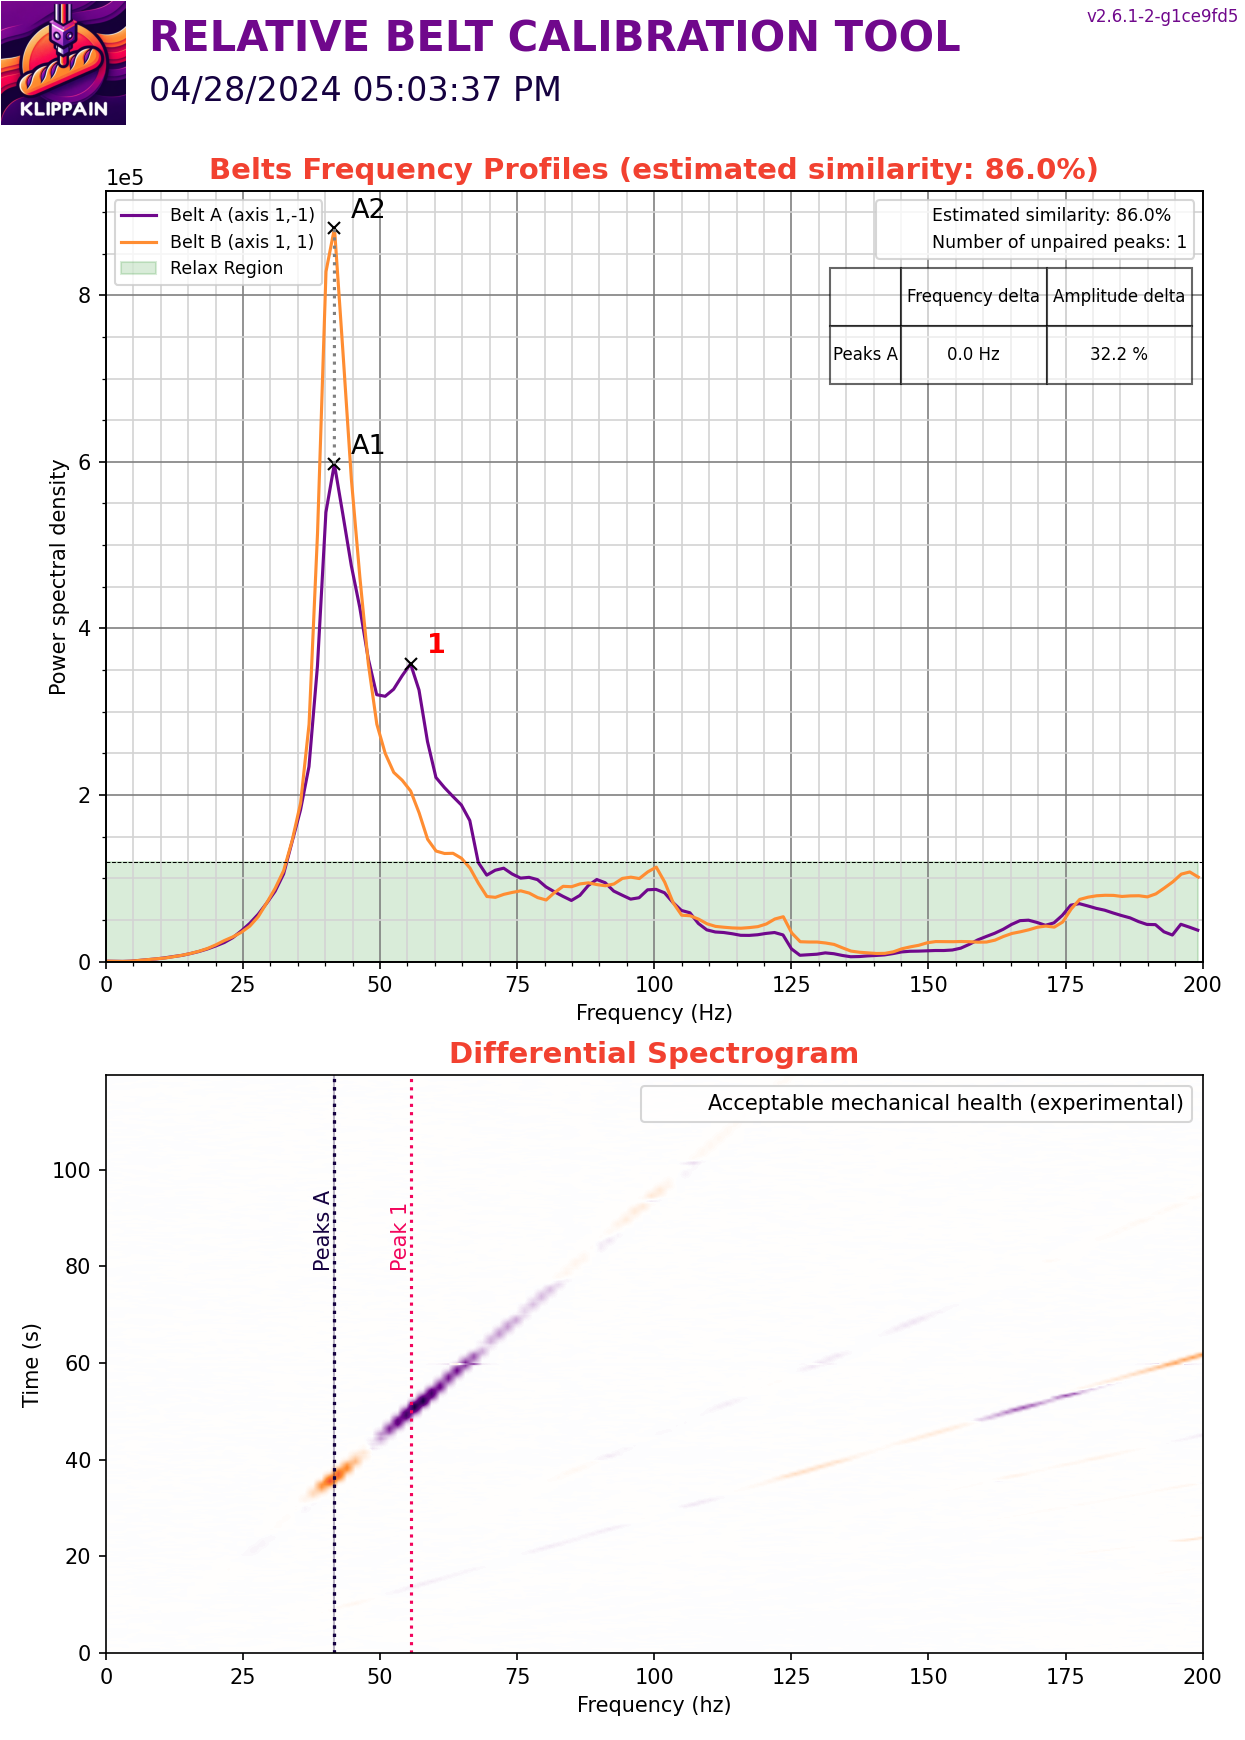 v2.6.1-2-g1ce9fd5
RELATIVE BELT CALIBRATION TOOL
04/28/2024 05:03:37 PM
KLIPPAIN
Belts Frequency Profiles (estimated similarity: 86.0%)
1e5
Belt A (axis 1,-1)
Belt B (axis 1, 1)
Relax Region
A2
Estimated similarity: 86.0%
Number of unpaired peaks: 1
Frequency delta Amplitude delta
Peaks A 0.0 Hz 32.2 %
A1
1
8
6
4
2
0
Power spectral density
0 25 50 75 100 125 150 175 200
Frequency (Hz)
Differential Spectrogram
Acceptable mechanical health (experimental)
Peaks A
Peak 1
100
80
60
40
20
0
Time (s)
0 25 50 75 100 125 150 175 200
Frequency (hz)